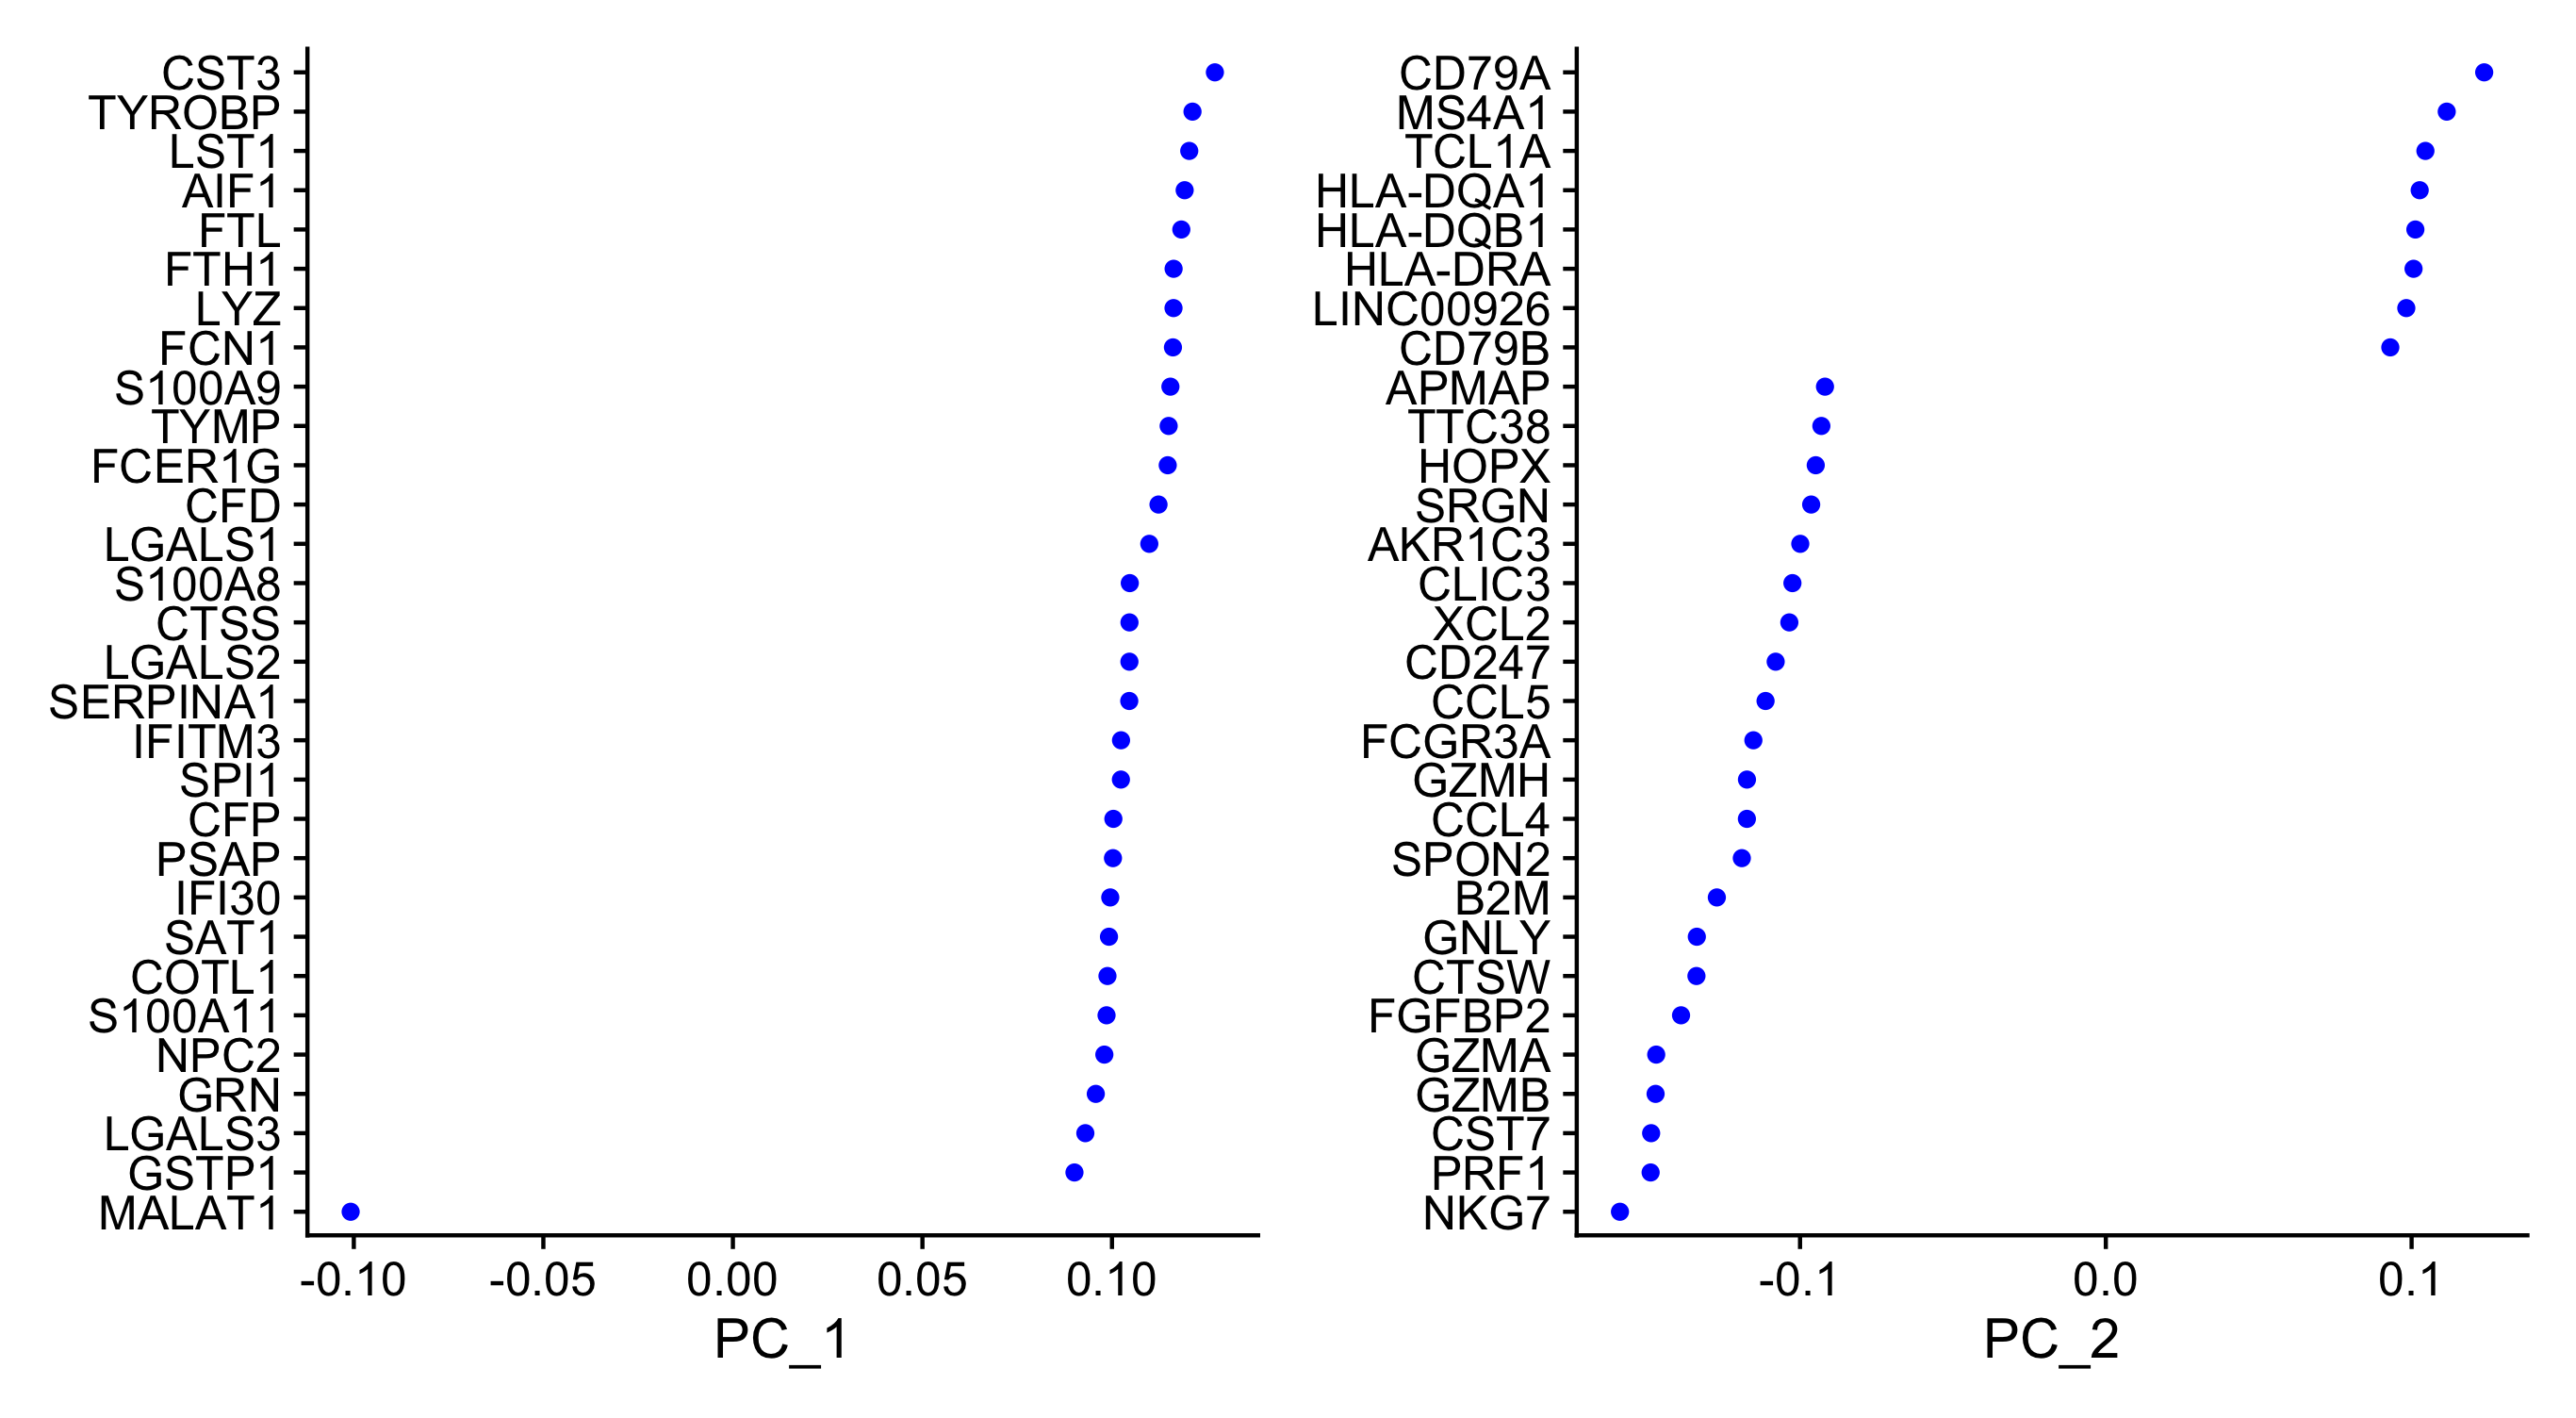 CST3
TYROBP
LST1
AIF1
FTL
FTH1
LYZ
FCN1
S100A9
TYMP
FCER1G
CFD
LGALS1
S100A8
CTSS
LGALS2
SERPINA1
IFITM3
SPI1
CFP
PSAP
IFI30
SAT1
COTL1
S100A11
NPC2
GRN
LGALS3
GSTP1
MALAT1
-0.10 -0.05 0.00 0.05 0.10
PC_1
CD79A
MS4A1
TCL1A
HLA-DQA1
HLA-DQB1
HLA-DRA
LINC00926
CD79B
APMAP
TTC38
HOPX
SRGN
AKR1C3
CLIC3
XCL2
CD247
CCL5
FCGR3A
GZMH
CCL4
SPON2
B2M
GNLY
CTSW
FGFBP2
GZMA
GZMB
CST7
PRF1
NKG7
-0.1 0.0 0.1
PC_2